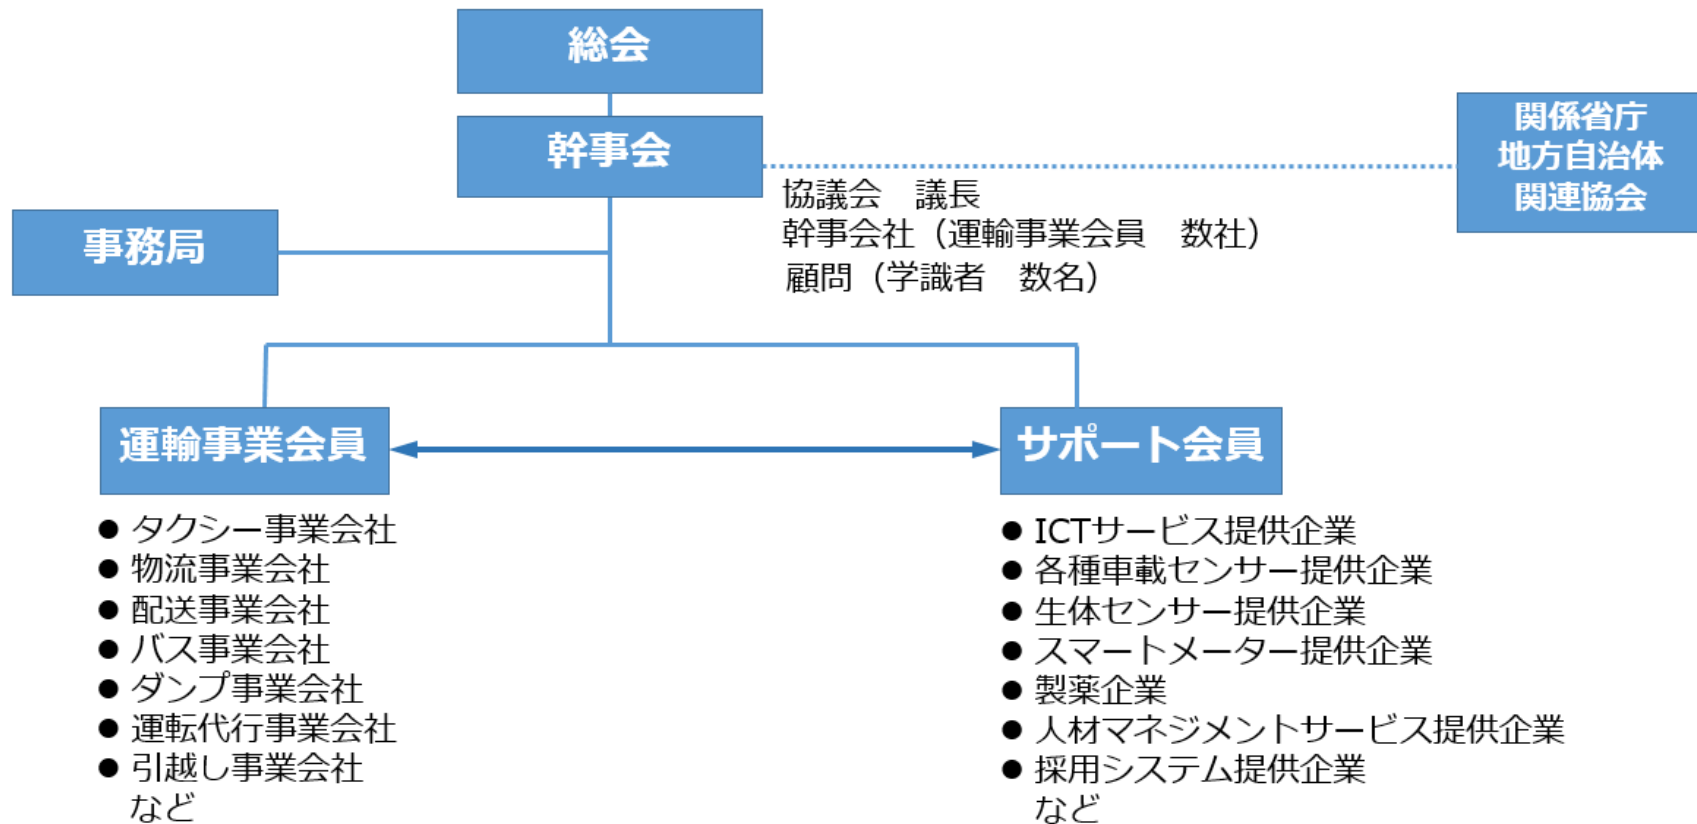 総会
幹事会
関係省庁
地方自治体
関連協会
協議会　議長
幹事会社（運輸事業会員　数社）
顧問（学識者　数名）
事務局
運輸事業会員
サポート会員
● タクシー事業会社
● 物流事業会社
● 配送事業会社
● バス事業会社
● ダンプ事業会社
● 運転代行事業会社
● 引越し事業会社
など
● ICTサービス提供企業
● 各種車載センサー提供企業
● 生体センサー提供企業
● スマートメーター提供企業
● 製薬企業
● 人材マネジメントサービス提供企業
● 採用システム提供企業
など